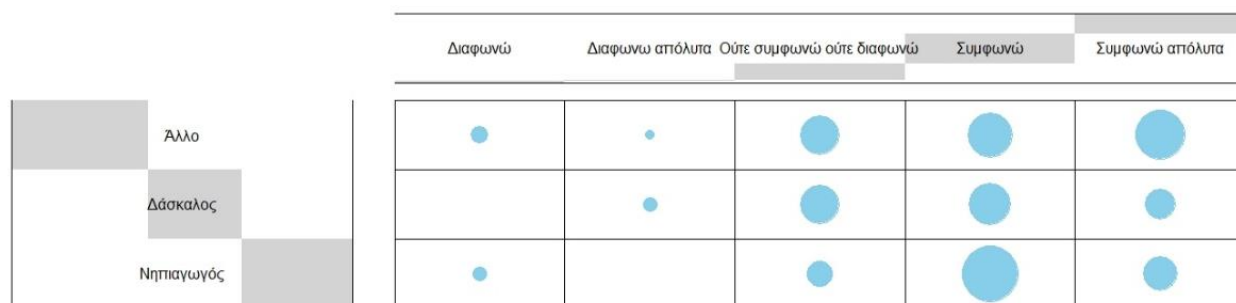 Διαφωνώ Διαφωνω απόλυτα Ούτε συμφωνώ ούτε διαφωνώ Συμφωνώ Συμφωνώ απόλυτα
Άλλο
Δάσκαλος
Νηπιαγωγός